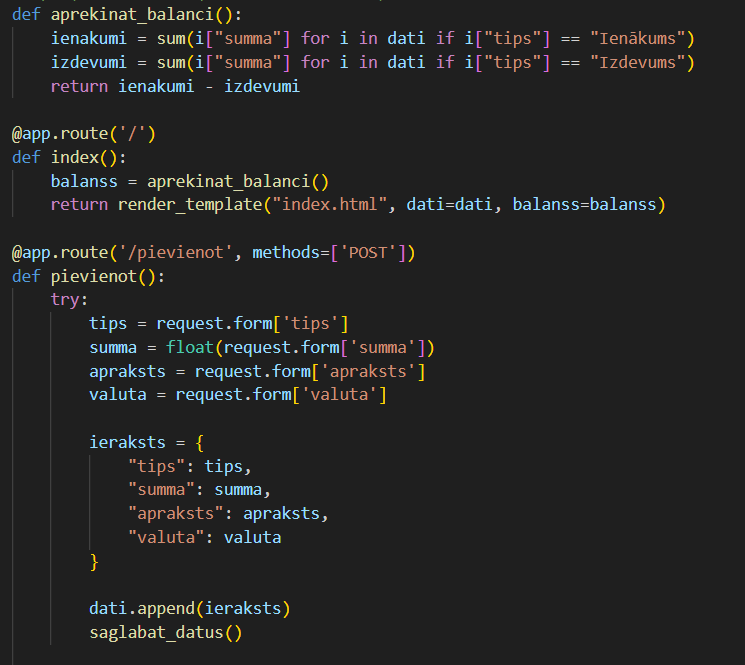 def aprekinat_balanci():
    ienakumi = sum(i["summa"] for i in dati if i["tips"] == "Ienākums")
    izdevumi = sum(i["summa"] for i in dati if i["tips"] == "Izdevums")
    return ienakumi - izdevumi

@app.route('/')
def index():
    balanss = aprekinat_balanci()
    return render_template("index.html", dati=dati, balanss=balanss)

@app.route('/pievienot', methods=['POST'])
def pievienot():
    try:
        tips = request.form['tips']
        summa = float(request.form['summa'])
        apraksts = request.form['apraksts']
        valuta = request.form['valuta']

        ieraksts = {
            "tips": tips,
            "summa": summa,
            "apraksts": apraksts,
            "valuta": valuta
        }

        dati.append(ieraksts)
        saglabat_datus()